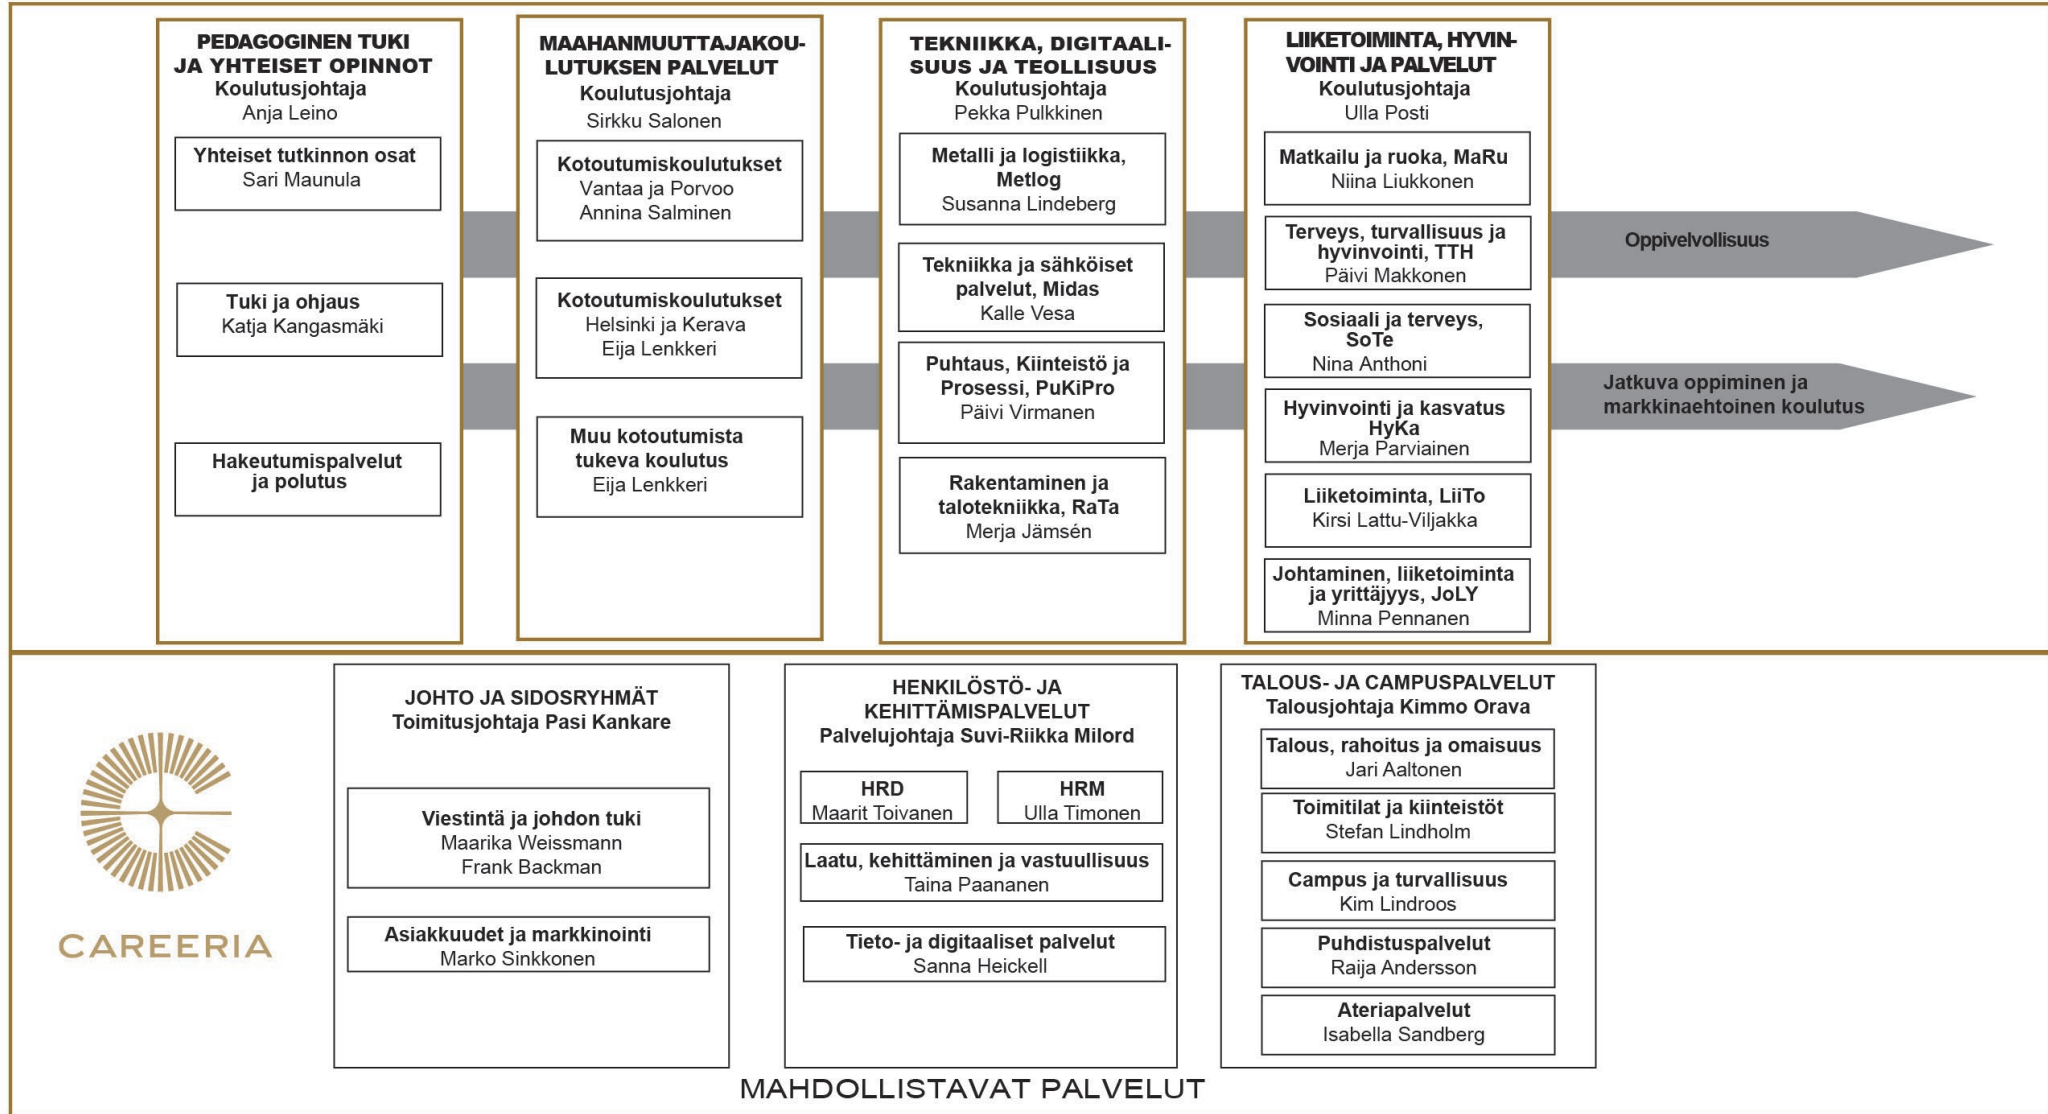 PEDAGOGINEN TUKI
JA YHTEISET OPINNOT
Koulutusjohtaja
Anja Leino
Yhteiset tutkinnon osat
Sari Maunula
Tuki ja ohjaus
Katja Kangasmäki
Hakeutumispalvelut
ja polutus
MAAHANMUUTTAJAKOU-
LUTUKSEN PALVELUT
Koulutusjohtaja
Sirkku Salonen
Kotoutumiskoulutukset
Vantaa ja Porvoo
Annina Salminen
Kotoutumiskoulutukset
Helsinki ja Kerava
Eija Lenkkeri
Muu kotoutumista
tukeva koulutus
Eija Lenkkeri
TEKNIIKKA, DIGITAALI-
SUUS JA TEOLLISUUS
Koulutusjohtaja
Pekka Pulkkinen
Metalli ja logistiikka,
Metlog
Susanna Lindeberg
Tekniikka ja sähköiset
palvelut, Midas
Kalle Vesa
Puhtaus, Kiinteistö ja
Prosessi, PuKiPro
Päivi Virmanen
Rakentaminen ja
talotekniikka, RaTa
Merja Jämsén
LIIKETOIMINTA, HYVIN-
VOINTI JA PALVELUT
Koulutusjohtaja
Ulla Posti
Matkailu ja ruoka, MaRu
Niina Liukkonen
Terveys, turvallisuus ja
hyvinvointi, TTH
Päivi Makkonen
Sosiaali ja terveys,
SoTe
Nina Anthoni
Hyvinvointi ja kasvatus
HyKa
Merja Parviainen
Liiketoiminta, LiiTo
Kirsi Lattu-Viljakka
Johtaminen, liiketoiminta
ja yrittäjyys, JoLY
Minna Pennanen
Oppivelvollisuus
Jatkuva oppiminen ja
markkinaehtoinen koulutus
CAREERIA
JOHTO JA SIDOSRYHMÄT
Toimitusjohtaja Pasi Kankare
Viestintä ja johdon tuki
Maarika Weissmann
Frank Backman
Asiakkuudet ja markkinointi
Marko Sinkkonen
HENKILÖSTÖ- JA
KEHITTÄMISPALVELUT
Palvelujohtaja Suvi-Riikka Milord
HRD
Maarit Toivanen
HRM
Ulla Timonen
Laatu, kehittäminen ja vastuullisuus
Taina Paananen
Tieto- ja digitaaliset palvelut
Sanna Heickell
TALOUS- JA CAMPUSPALVELUT
Talousjohtaja Kimmo Orava
Talous, rahoitus ja omaisuus
Jari Aaltonen
Toimitilat ja kiinteistöt
Stefan Lindholm
Campus ja turvallisuus
Kim Lindroos
Puhdistuspalvelut
Raija Andersson
Ateriapalvelut
Isabella Sandberg
MAHDOLLISTAVAT PALVELUT